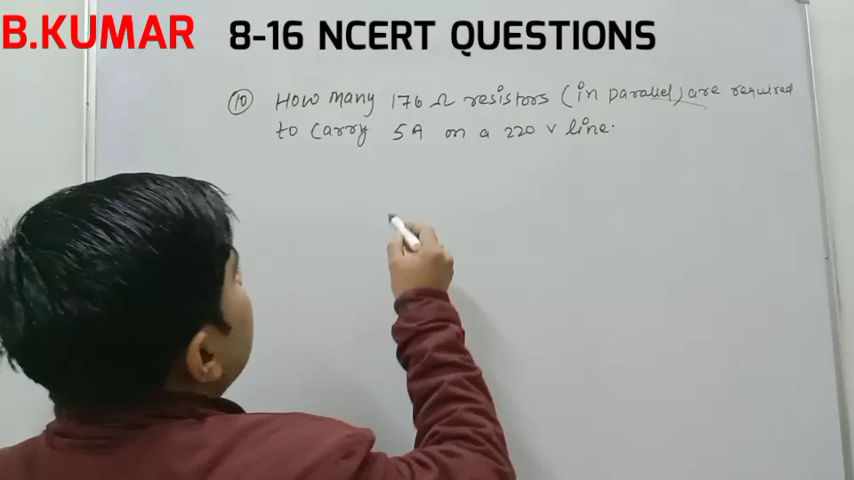 B.KUMAR 8-16 NCERT QUESTIONS
10 How many 176 Ω resistors (in parallel) are required
to carry 5A on a 220 v line.